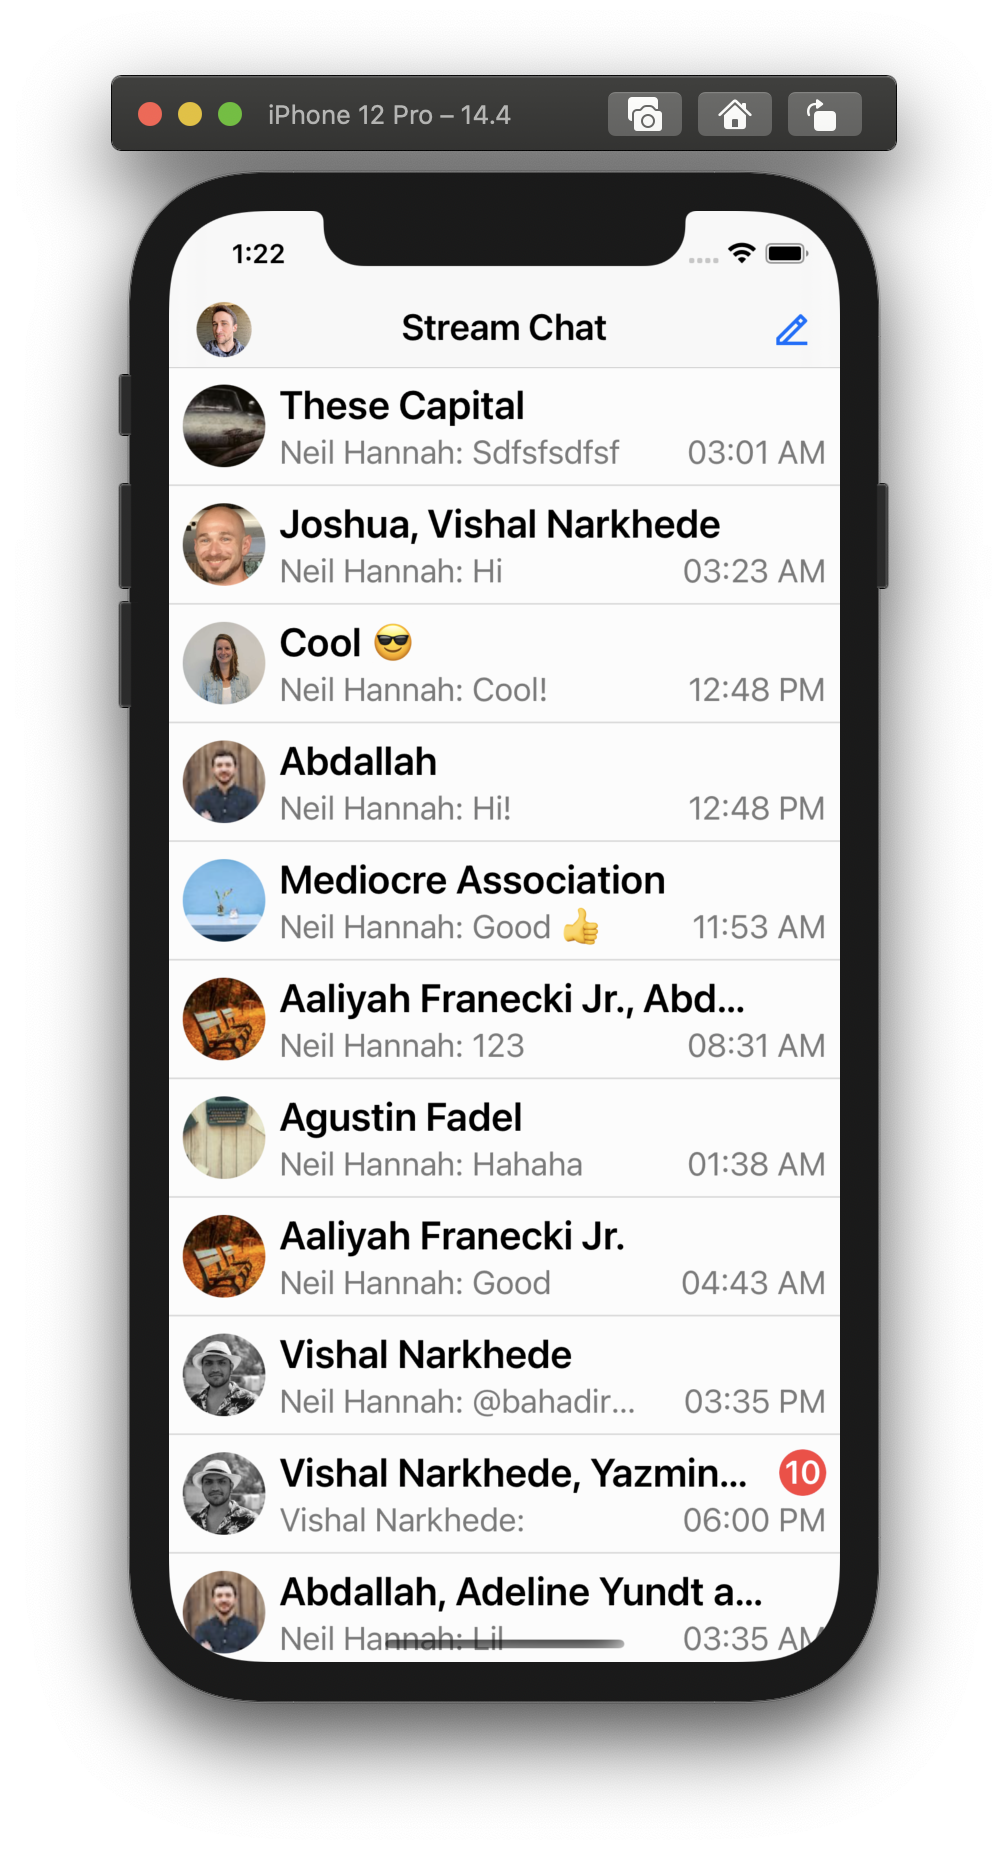 iPhone 12 Pro – 14.4
1:22
Stream Chat
These Capital
Neil Hannah: Sdfsfsdfsf 03:01 AM
Joshua, Vishal Narkhede
Neil Hannah: Hi 03:23 AM
Cool 😎
Neil Hannah: Cool! 12:48 PM
Abdallah
Neil Hannah: Hi! 12:48 PM
Mediocre Association
Neil Hannah: Good 👍 11:53 AM
Aaliyah Franecki Jr., Abd...
Neil Hannah: 123 08:31 AM
Agustin Fadel
Neil Hannah: Hahaha 01:38 AM
Aaliyah Franecki Jr.
Neil Hannah: Good 04:43 AM
Vishal Narkhede
Neil Hannah: @bahadir... 03:35 PM
Vishal Narkhede, Yazmin... 10
Vishal Narkhede: 06:00 PM
Abdallah, Adeline Yundt a...
Neil Hannah: Lil 03:35 AM